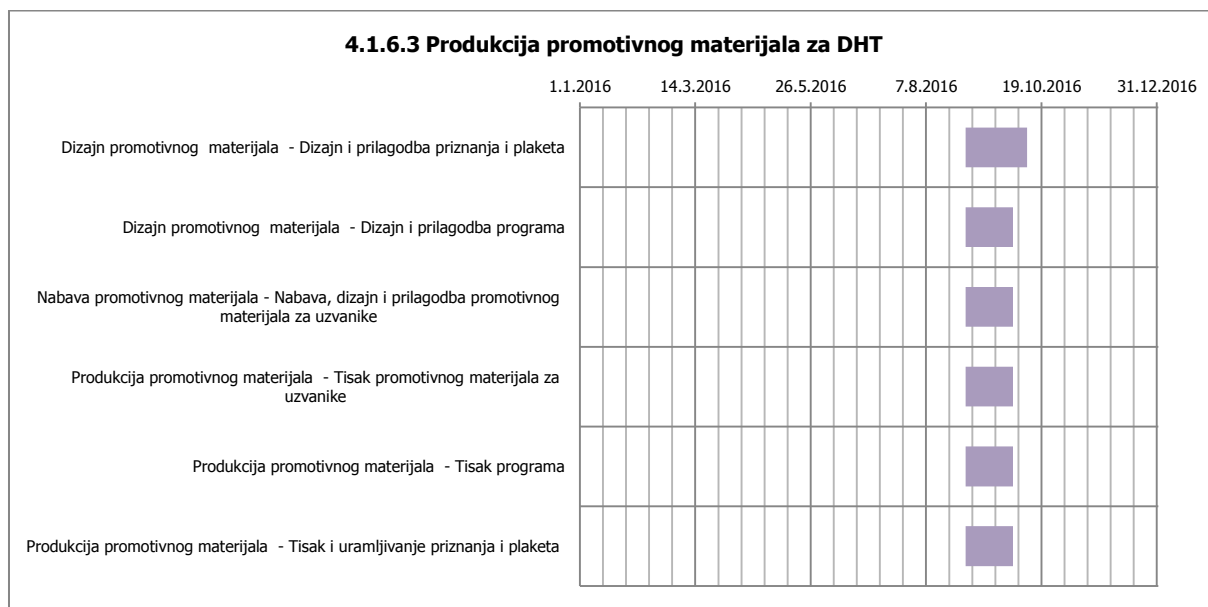 4.1.6.3 Produkcija promotivnog materijala za DHT
1.1.2016 14.3.2016 26.5.2016 7.8.2016 19.10.2016 31.12.2016
Dizajn promotivnog  materijala  - Dizajn i prilagodba priznanja i plaketa
Dizajn promotivnog  materijala  - Dizajn i prilagodba programa
Nabava promotivnog materijala - Nabava, dizajn i prilagodba promotivnog
materijala za uzvanike
Produkcija promotivnog materijala  - Tisak promotivnog materijala za
uzvanike
Produkcija promotivnog materijala  - Tisak programa
Produkcija promotivnog materijala  - Tisak i uramljivanje priznanja i plaketa